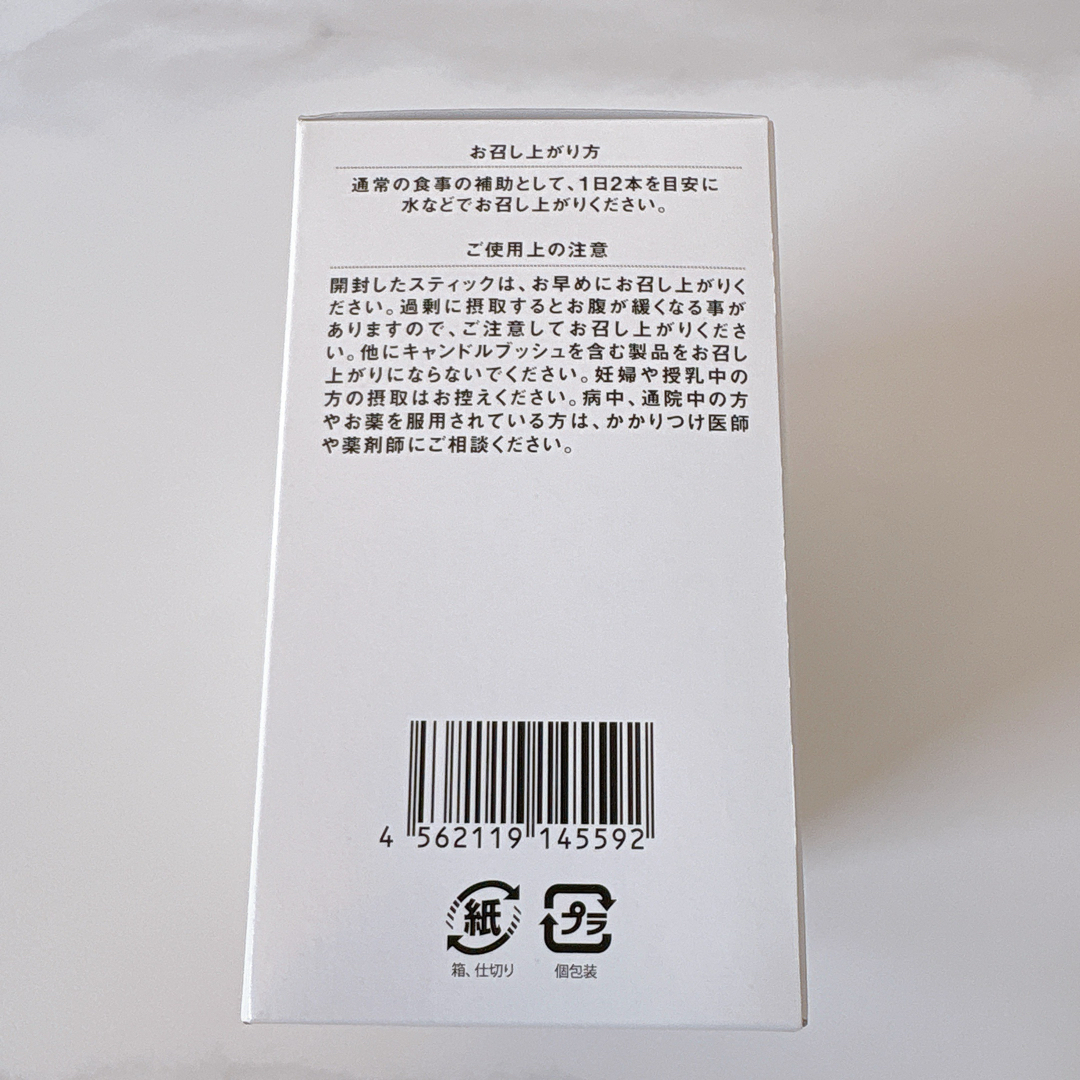 お召し上がり方
通常の食事の補助として、1日2本を目安に
水などでお召し上がりください。
ご使用上の注意
開封したスティックは、お早めにお召し上がりく
ださい。過剰に摂取するとお腹が緩くなる事が
ありますので、ご注意してお召し上がりくださ
い。他にキャンドルブッシュを含む製品をお召し
上がりにならないでください。妊婦や授乳中の
方の摂取はお控えください。病中、通院中の方
やお薬を服用されている方は、かかりつけ医師
や薬剤師にご相談ください。
4 562119 145592
紙 プラ
箱、仕切り 個包装